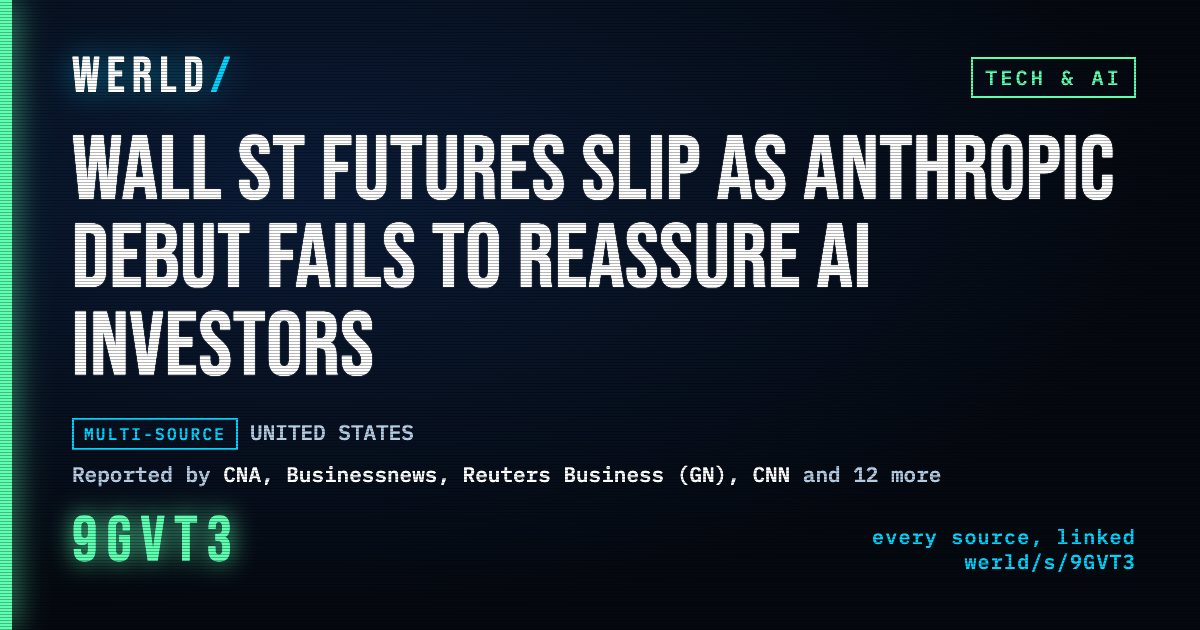 WERLD/
TECH & AI
WALL ST FUTURES SLIP AS ANTHROPIC
DEBUT FAILS TO REASSURE AI
INVESTORS
MULTI-SOURCE UNITED STATES
Reported by CNA, Businessnews, Reuters Business (GN), CNN and 12 more
9GVT3
every source, linked
werld/s/9GVT3